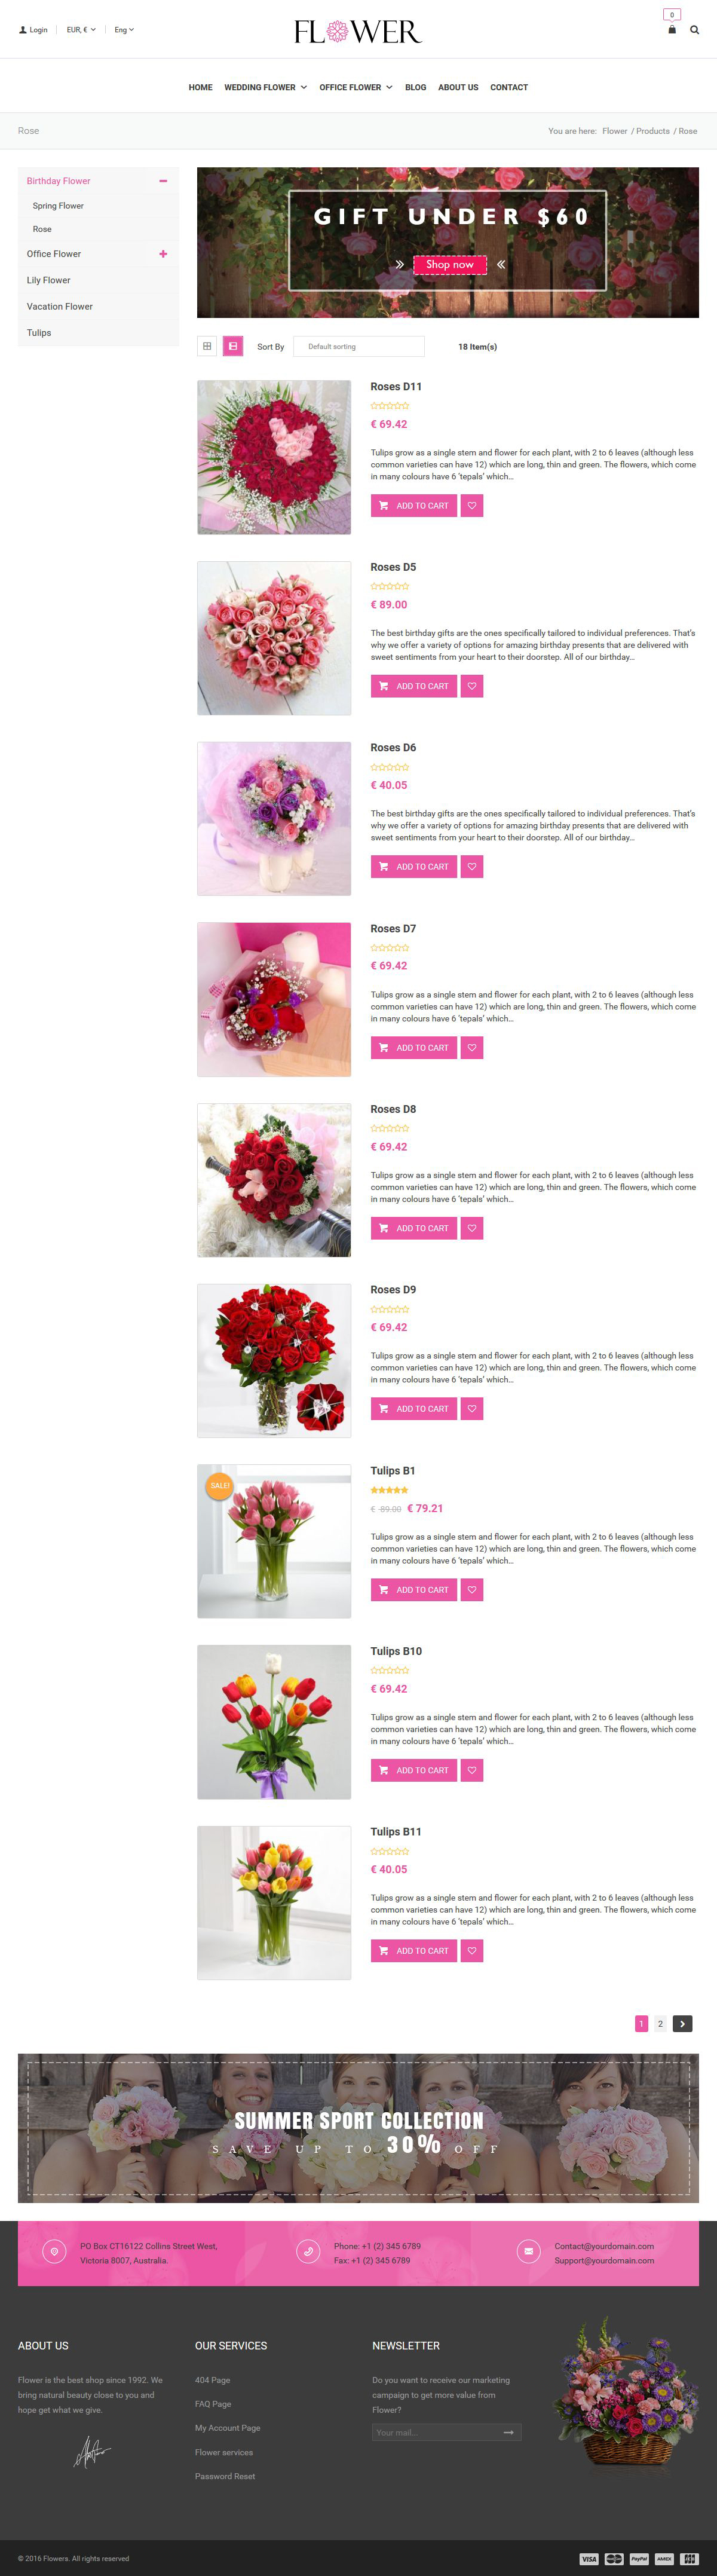 0
Login EUR, € Eng
FLOWER
HOME WEDDING FLOWER OFFICE FLOWER BLOG ABOUT US CONTACT
Rose
You are here: Flower / Products / Rose
Birthday Flower
Spring Flower
Rose
Office Flower
Lily Flower
Vacation Flower
Tulips
GIFT UNDER $60
Shop now
Sort By Default sorting 18 Item(s)
Roses D11
€ 69.42
Tulips grow as a single stem and flower for each plant, with 2 to 6 leaves (although less
common varieties can have 12) which are long, thin and green. The flowers, which come
in many colours have 6 ‘tepals’ which…
ADD TO CART
Roses D5
€ 89.00
The best birthday gifts are the ones specifically tailored to individual preferences. That’s
why we offer a variety of options for amazing birthday presents that are delivered with
sweet sentiments from your heart to their doorstep. All of our birthday…
ADD TO CART
Roses D6
€ 40.05
The best birthday gifts are the ones specifically tailored to individual preferences. That’s
why we offer a variety of options for amazing birthday presents that are delivered with
sweet sentiments from your heart to their doorstep. All of our birthday…
ADD TO CART
Roses D7
€ 69.42
Tulips grow as a single stem and flower for each plant, with 2 to 6 leaves (although less
common varieties can have 12) which are long, thin and green. The flowers, which come
in many colours have 6 ‘tepals’ which…
ADD TO CART
Roses D8
€ 69.42
Tulips grow as a single stem and flower for each plant, with 2 to 6 leaves (although less
common varieties can have 12) which are long, thin and green. The flowers, which come
in many colours have 6 ‘tepals’ which…
ADD TO CART
Roses D9
€ 69.42
Tulips grow as a single stem and flower for each plant, with 2 to 6 leaves (although less
common varieties can have 12) which are long, thin and green. The flowers, which come
in many colours have 6 ‘tepals’ which…
ADD TO CART
SALE!
Tulips B1
€ 89.00 € 79.21
Tulips grow as a single stem and flower for each plant, with 2 to 6 leaves (although less
common varieties can have 12) which are long, thin and green. The flowers, which come
in many colours have 6 ‘tepals’ which…
ADD TO CART
Tulips B10
€ 69.42
Tulips grow as a single stem and flower for each plant, with 2 to 6 leaves (although less
common varieties can have 12) which are long, thin and green. The flowers, which come
in many colours have 6 ‘tepals’ which…
ADD TO CART
Tulips B11
€ 40.05
Tulips grow as a single stem and flower for each plant, with 2 to 6 leaves (although less
common varieties can have 12) which are long, thin and green. The flowers, which come
in many colours have 6 ‘tepals’ which…
ADD TO CART
1 2
SUMMER SPORT COLLECTION
SAVE UP TO 30% OFF
PO Box CT16122 Collins Street West,
Victoria 8007, Australia.
Phone: +1 (2) 345 6789
Fax: +1 (2) 345 6789
Contact@yourdomain.com
Support@yourdomain.com
ABOUT US
Flower is the best shop since 1992. We
bring natural beauty close to you and
hope get what we give.
OUR SERVICES
404 Page
FAQ Page
My Account Page
Flower services
Password Reset
NEWSLETTER
Do you want to receive our marketing
campaign to get more value from
Flower?
Your mail...
© 2016 Flowers. All rights reserved
VISA PayPal AMEX JCB